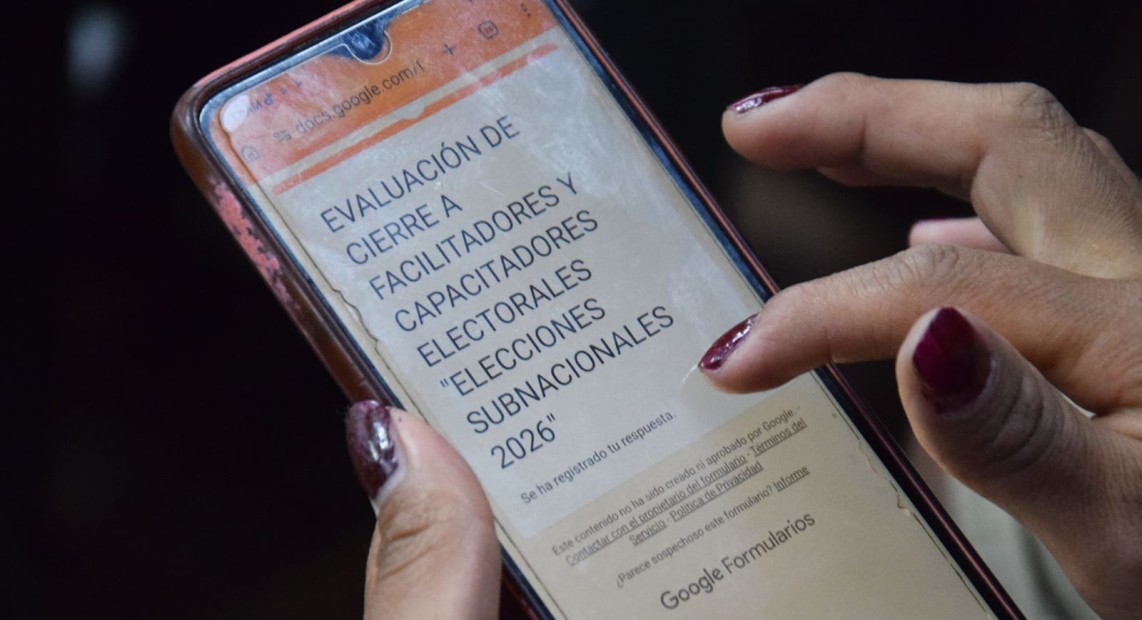 docs.google.com/f
EVALUACIÓN DE
CIERRE A
FACILITADORES Y
CAPACITADORES
ELECTORALES
"ELECCIONES
SUBNACIONALES
2026"
Se ha registrado tu respuesta.
Este contenido no ha sido creado ni aprobado por Google. -
Contactar con el propietario del formulario - Términos del
Servicio - Política de Privacidad
¿Parece sospechoso este formulario? Informe
Google Formularios